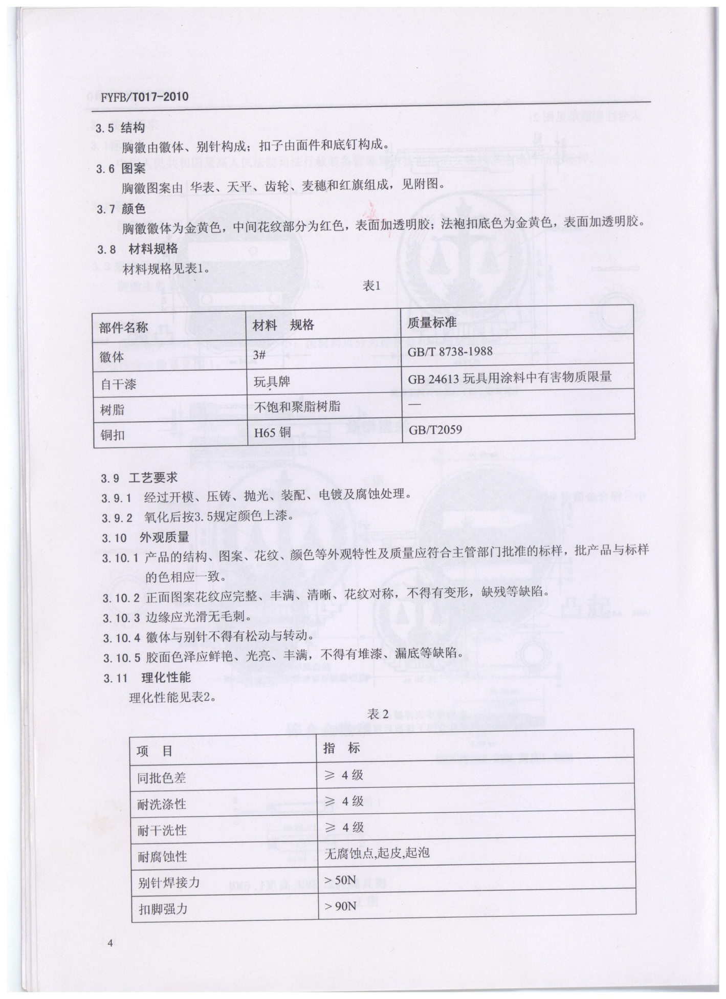 FYFB/T017-2010
3.5 结构
胸徽由徽体、别针构成；扣子由面件和底钉构成。
3.6 图案
胸徽图案由 华表、天平、齿轮、麦穗和红旗组成，见附图。
3.7 颜色
胸徽徽体为金黄色，中间花纹部分为红色，表面加透明胶；法袍扣底色为金黄色，表面加透明胶。
3.8 材料规格
材料规格见表1。
表1
部件名称 材料 规格 质量标准
徽体 3# GB/T 8738-1988
自干漆 玩具牌 GB 24613 玩具用涂料中有害物质限量
树脂 不饱和聚脂树脂 —
铜扣 H65 铜 GB/T2059
3.9 工艺要求
3.9.1 经过开模、压铸、抛光、装配、电镀及腐蚀处理。
3.9.2 氧化后按3.5规定颜色上漆。
3.10 外观质量
3.10.1 产品的结构、图案、花纹、颜色等外观特性及质量应符合主管部门批准的标样，批产品与标样
的色相应一致。
3.10.2 正面图案花纹应完整、丰满、清晰、花纹对称，不得有变形，缺残等缺陷。
3.10.3 边缘应光滑无毛刺。
3.10.4 徽体与别针不得有松动与转动。
3.10.5 胶面色泽应鲜艳、光亮、丰满，不得有堆漆、漏底等缺陷。
3.11 理化性能
理化性能见表2。
表 2
项 目 指 标
同批色差 ≥ 4 级
耐洗涤性 ≥ 4 级
耐干洗性 ≥ 4 级
耐腐蚀性 无腐蚀点,起皮,起泡
别针焊接力 > 50N
扣脚强力 > 90N
4